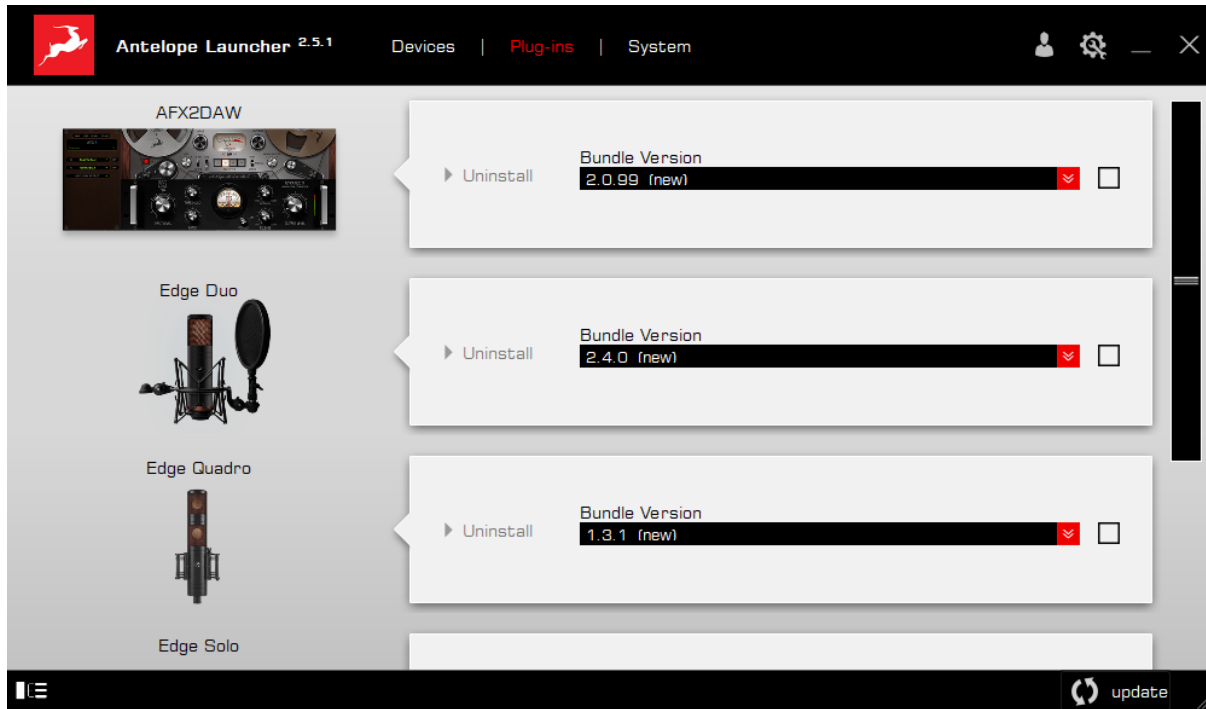 Antelope Launcher 2.5.1
Devices | Plug-ins | System
AFX2DAW
Uninstall
Bundle Version
2.0.99 (new)
Edge Duo
Uninstall
Bundle Version
2.4.0 (new)
Edge Quadro
Uninstall
Bundle Version
1.3.1 (new)
Edge Solo
update